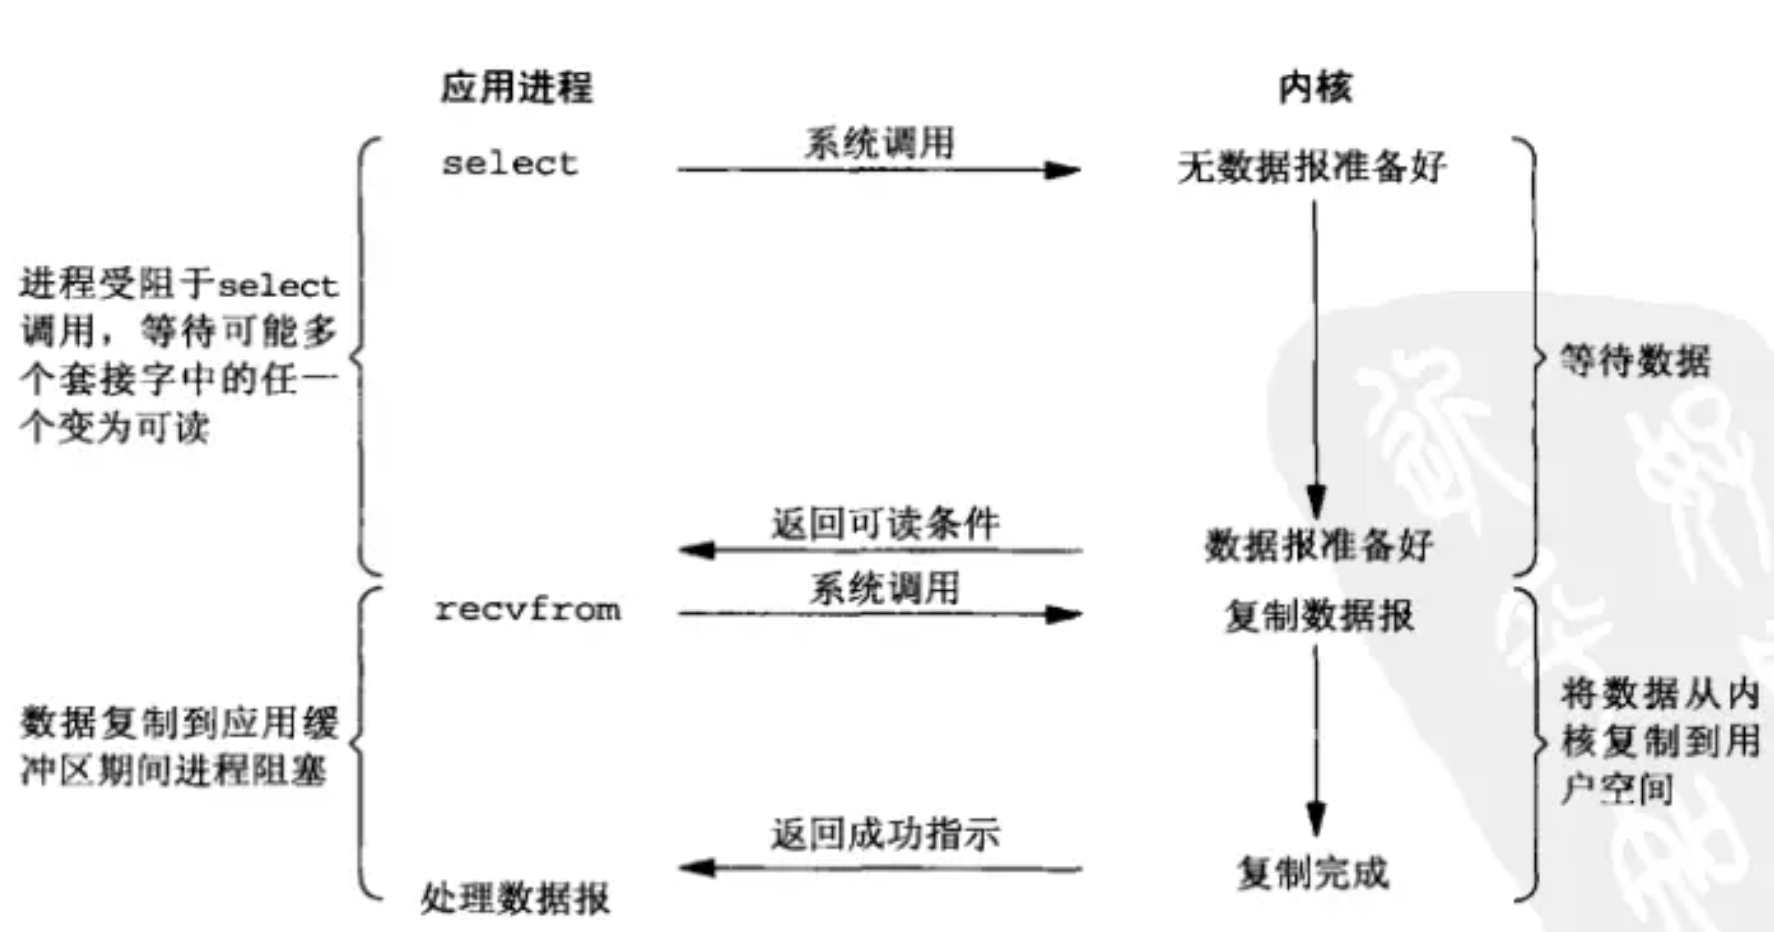 应用进程
内核
select
系统调用
无数据报准备好
进程受阻于select
调用，等待可能多
个套接字中的任一
个变为可读
等待数据
返回可读条件
数据报准备好
recvfrom
系统调用
复制数据报
数据复制到应用缓
冲区期间进程阻塞
将数据从内
核复制到用
户空间
返回成功指示
复制完成
处理数据报